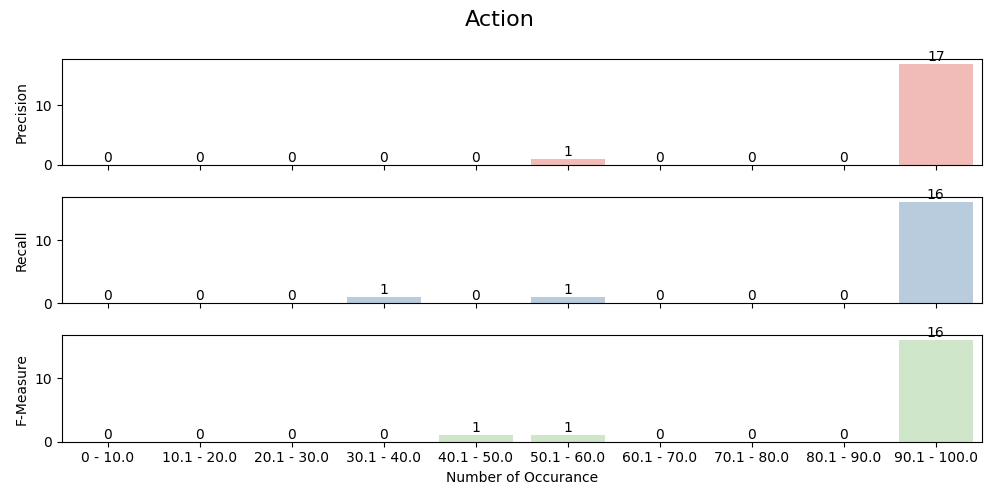 Action
Precision
10
0
0 0 0 0 0 1 0 0 0 17
Recall
10
0
0 0 0 1 0 1 0 0 0 16
F-Measure
10
0
0 0 0 0 1 1 0 0 0 16
0 - 10.0 10.1 - 20.0 20.1 - 30.0 30.1 - 40.0 40.1 - 50.0 50.1 - 60.0 60.1 - 70.0 70.1 - 80.0 80.1 - 90.0 90.1 - 100.0
Number of Occurance